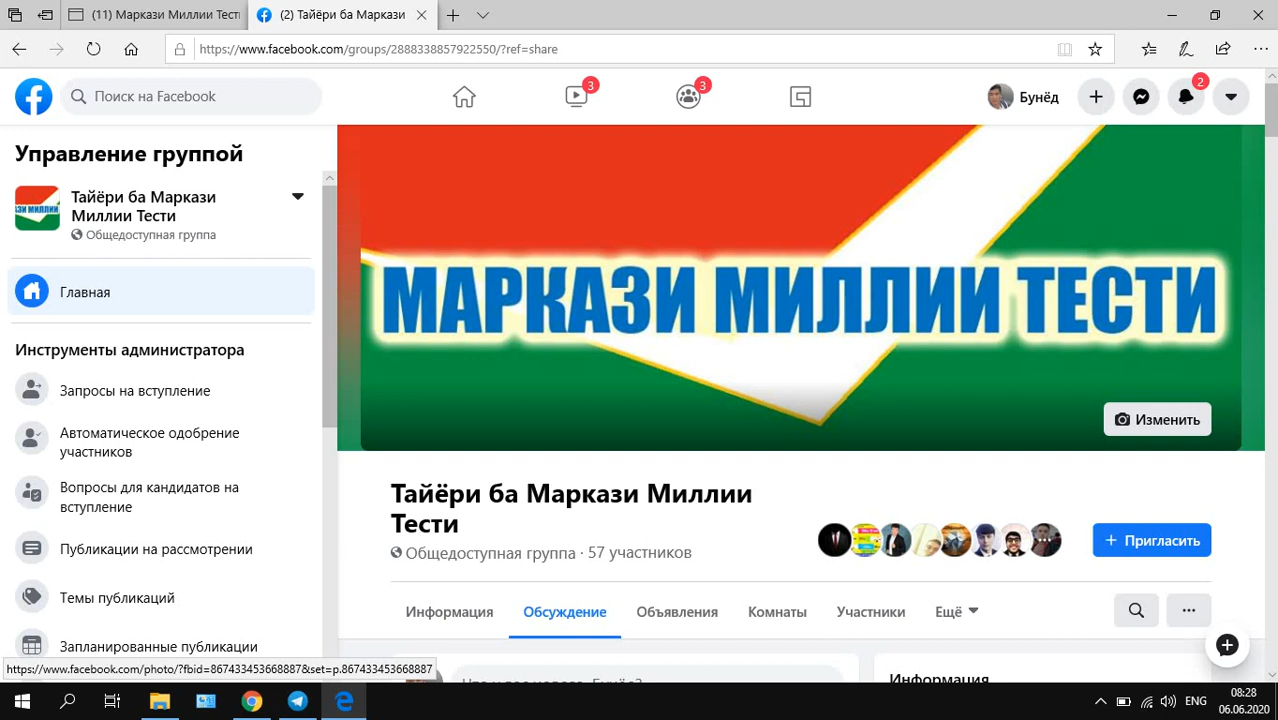 (11) Маркази Миллии Тест
(2) Тайёри ба Маркази
https://www.facebook.com/groups/2888338857922550/?ref=share
Поиск на Facebook
3
3
Бунёд
2
Управление группой
Тайёри ба Маркази
Миллии Тести
Общедоступная группа
Главная
Инструменты администратора
Запросы на вступление
Автоматическое одобрение
участников
Вопросы для кандидатов на
вступление
Публикации на рассмотрении
Темы публикаций
Запланированные публикации
https://www.facebook.com/photo/?fbid=867433453668887&set=p.867433453668887
МАРКАЗИ МИЛЛИИ ТЕСТИ
Изменить
Тайёри ба Маркази Миллии
Тести
Общедоступная группа · 57 участников
Пригласить
Информация
Обсуждение
Объявления
Комнаты
Участники
Ещё
Информация
ENG
08:28
06.06.2020